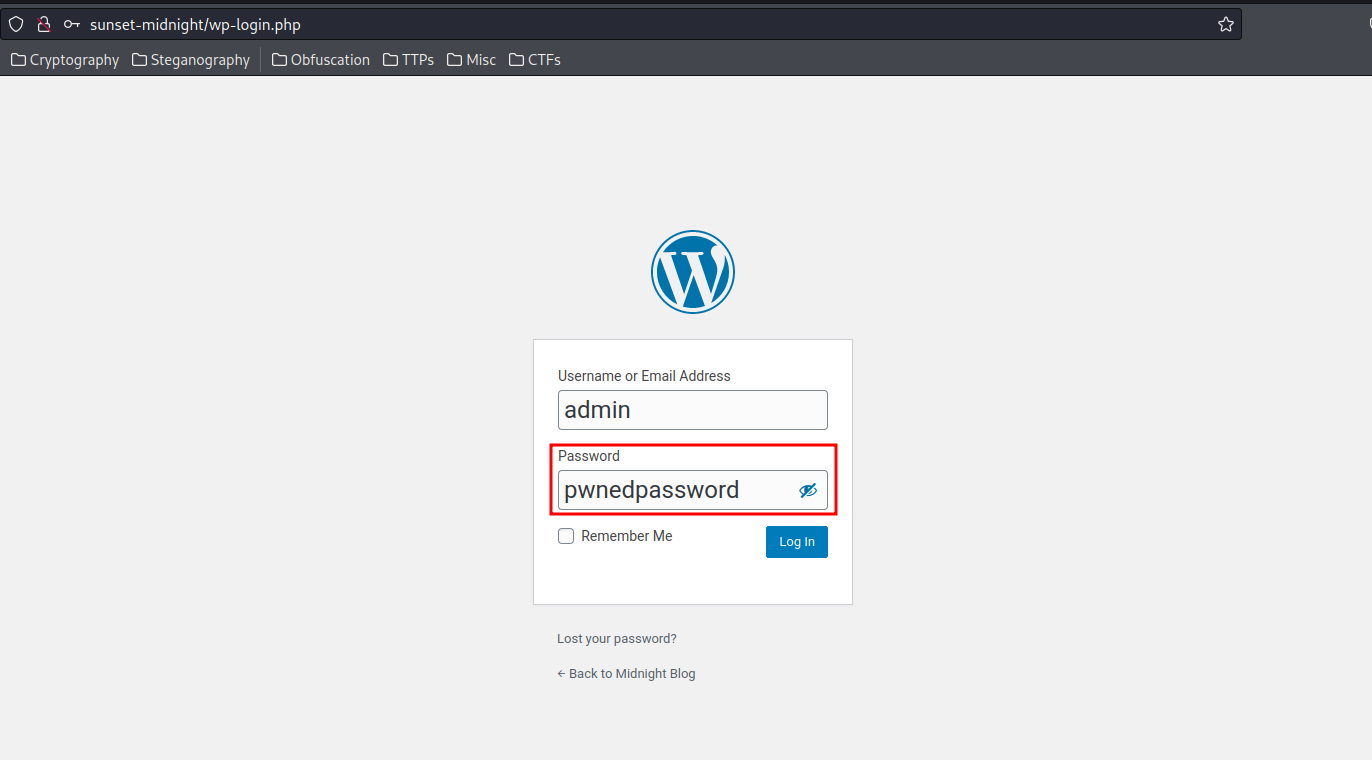 sunset-midnight/wp-login.php
Cryptography Steganography Obfuscation TTPs Misc CTFs
Username or Email Address
admin
Password
pwnedpassword
Remember Me Log In
Lost your password?
← Back to Midnight Blog